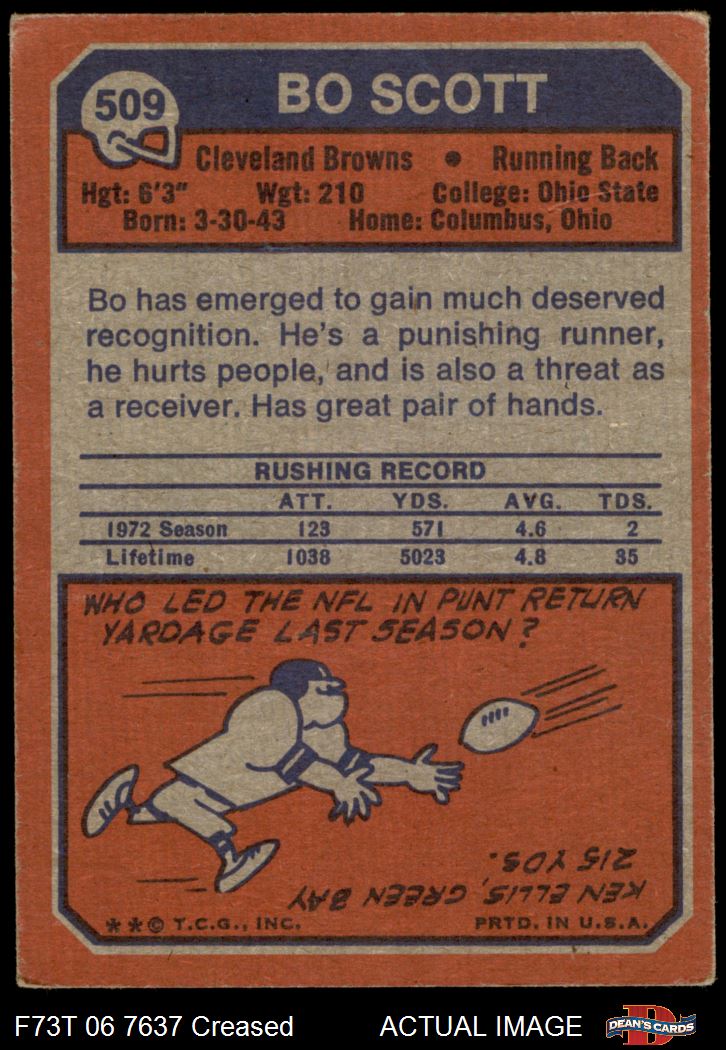 509
BO SCOTT
Cleveland Browns • Running Back
Hgt: 6'3" Wgt: 210 College: Ohio State
Born: 3-30-43 Home: Columbus, Ohio
Bo has emerged to gain much deserved
recognition. He's a punishing runner,
he hurts people, and is also a threat as
a receiver. Has great pair of hands.
RUSHING RECORD
ATT. YDS. AVG. TDS.
1972 Season 123 571 4.6 2
Lifetime 1038 5023 4.8 35
WHO LED THE NFL IN PUNT RETURN
YARDAGE LAST SEASON?
KEN ELLIS, GREEN BAY
215 YDS.
**© T.C.G., INC. PRTD. IN U.S.A.
F73T 06 7637 Creased ACTUAL IMAGE
D
DEAN'S CARDS